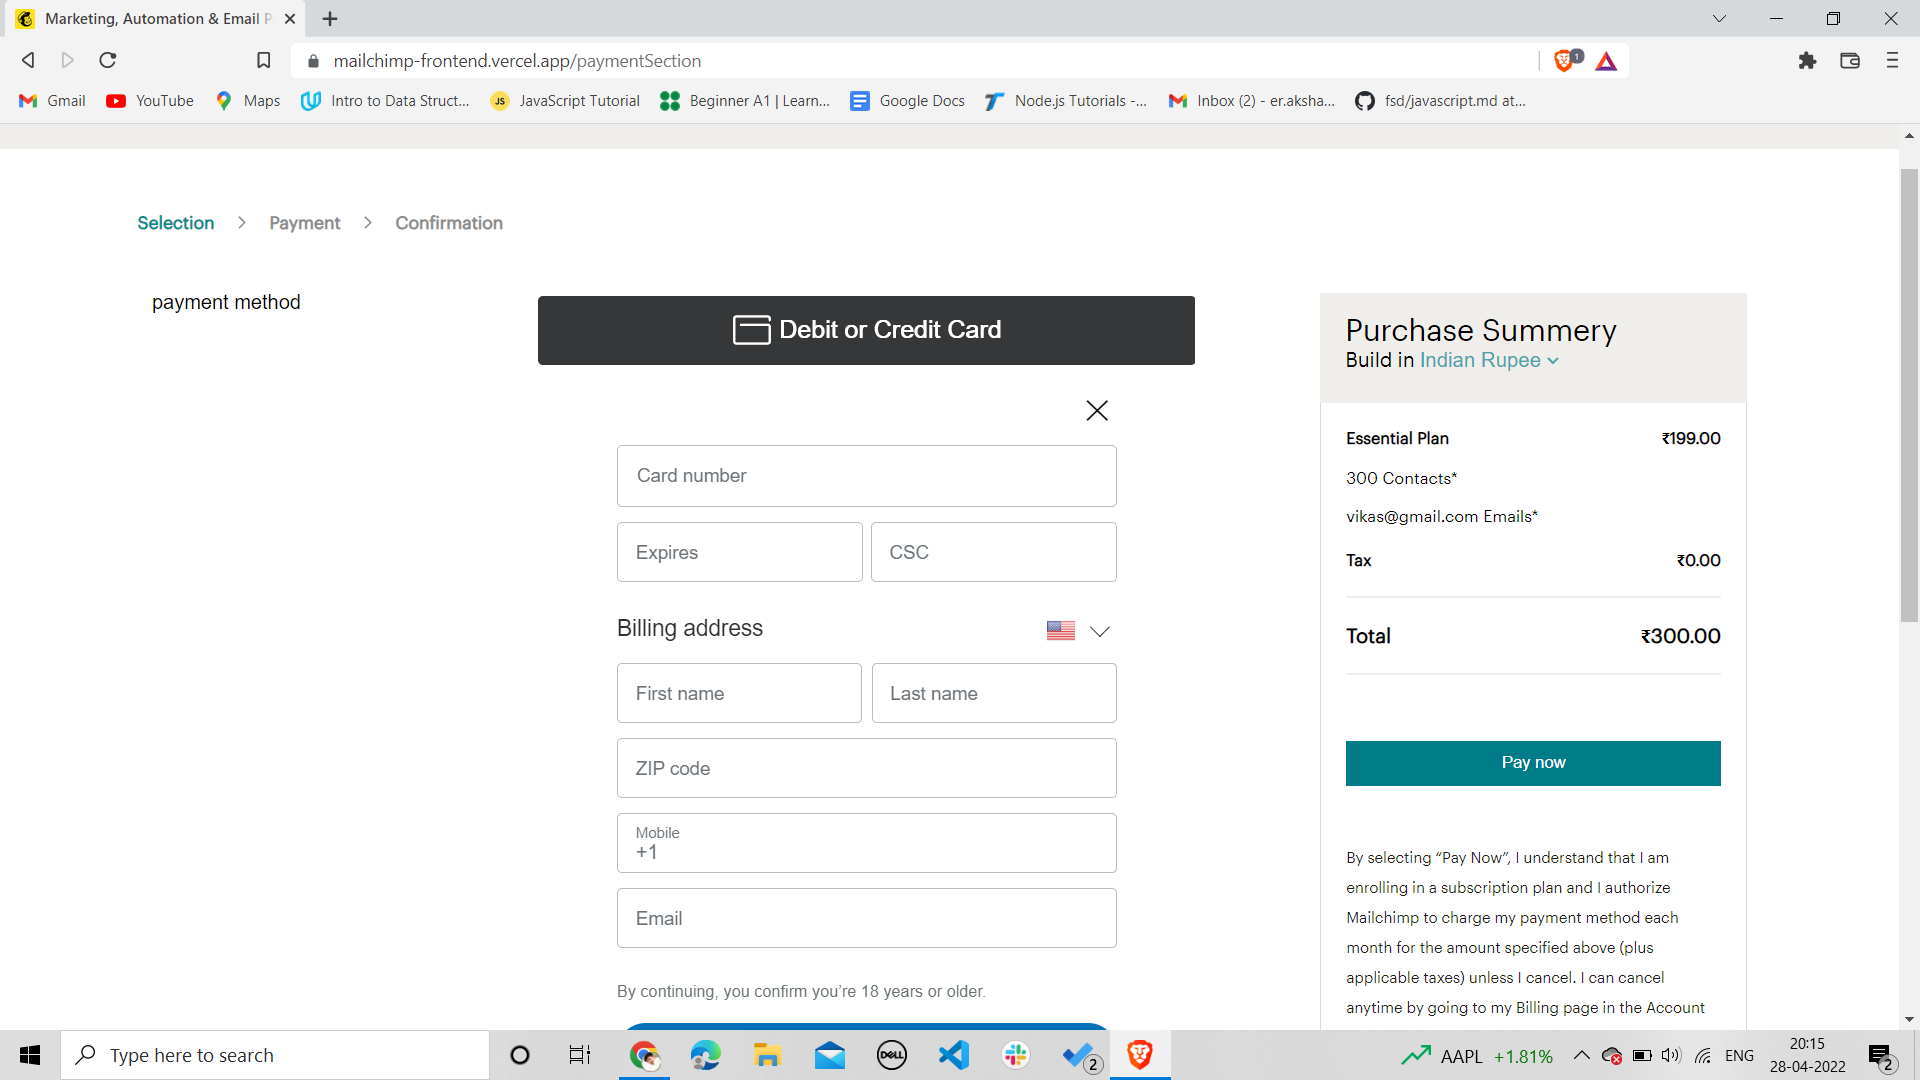 Marketing, Automation & Email P
mailchimp-frontend.vercel.app/paymentSection
1
Gmail
YouTube
Maps
Intro to Data Struct...
JS
JavaScript Tutorial
Beginner A1 | Learn...
Google Docs
Node.js Tutorials -...
Inbox (2) - er.aksha...
fsd/javascript.md at...
Selection > Payment > Confirmation
payment method
Debit or Credit Card
Card number
Expires
CSC
Billing address
First name
Last name
ZIP code
Mobile
+1
Email
By continuing, you confirm you’re 18 years or older.
Purchase Summery
Build in Indian Rupee
Essential Plan ₹199.00
300 Contacts*
vikas@gmail.com Emails*
Tax ₹0.00
Total ₹300.00
Pay now
By selecting “Pay Now”, I understand that I am
enrolling in a subscription plan and I authorize
Mailchimp to charge my payment method each
month for the amount specified above (plus
applicable taxes) unless I cancel. I can cancel
anytime by going to my Billing page in the Account
Type here to search
DELL
2
AAPL +1.81%
ENG
20:15
28-04-2022
2